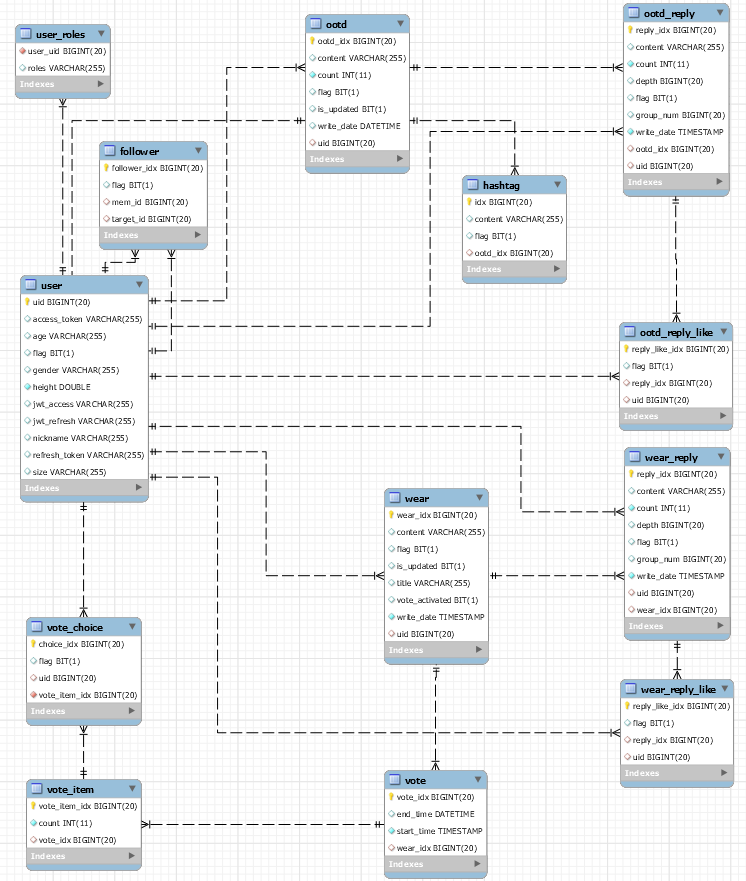 user_roles
user_uid BIGINT(20)
roles VARCHAR(255)
Indexes
ootd
ootd_idx BIGINT(20)
content VARCHAR(255)
count INT(11)
flag BIT(1)
is_updated BIT(1)
write_date DATETIME
uid BIGINT(20)
Indexes
ootd_reply
reply_idx BIGINT(20)
content VARCHAR(255)
count INT(11)
depth BIGINT(20)
flag BIT(1)
group_num BIGINT(20)
write_date TIMESTAMP
ootd_idx BIGINT(20)
uid BIGINT(20)
Indexes
follower
follower_idx BIGINT(20)
flag BIT(1)
mem_id BIGINT(20)
target_id BIGINT(20)
Indexes
hashtag
idx BIGINT(20)
content VARCHAR(255)
flag BIT(1)
ootd_idx BIGINT(20)
Indexes
user
uid BIGINT(20)
access_token VARCHAR(255)
age VARCHAR(255)
flag BIT(1)
gender VARCHAR(255)
height DOUBLE
jwt_access VARCHAR(255)
jwt_refresh VARCHAR(255)
nickname VARCHAR(255)
refresh_token VARCHAR(255)
size VARCHAR(255)
Indexes
ootd_reply_like
reply_like_idx BIGINT(20)
flag BIT(1)
reply_idx BIGINT(20)
uid BIGINT(20)
Indexes
wear_reply
reply_idx BIGINT(20)
content VARCHAR(255)
count INT(11)
depth BIGINT(20)
flag BIT(1)
group_num BIGINT(20)
write_date TIMESTAMP
uid BIGINT(20)
wear_idx BIGINT(20)
Indexes
wear
wear_idx BIGINT(20)
content VARCHAR(255)
flag BIT(1)
is_updated BIT(1)
title VARCHAR(255)
vote_activated BIT(1)
write_date TIMESTAMP
uid BIGINT(20)
Indexes
vote_choice
choice_idx BIGINT(20)
flag BIT(1)
uid BIGINT(20)
vote_item_idx BIGINT(20)
Indexes
wear_reply_like
reply_like_idx BIGINT(20)
flag BIT(1)
reply_idx BIGINT(20)
uid BIGINT(20)
Indexes
vote_item
vote_item_idx BIGINT(20)
count INT(11)
vote_idx BIGINT(20)
Indexes
vote
vote_idx BIGINT(20)
end_time DATETIME
start_time TIMESTAMP
wear_idx BIGINT(20)
Indexes